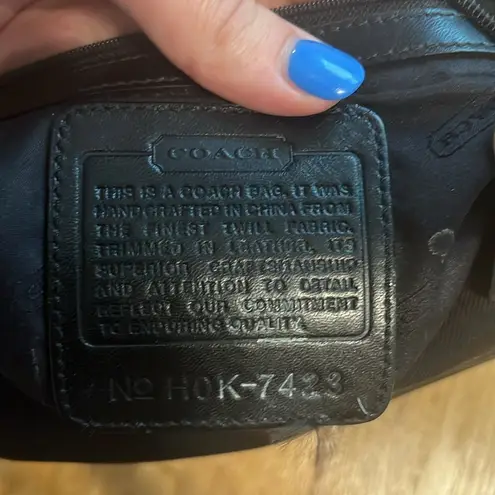 COACH
THIS IS A COACH BAG. IT WAS
HANDCRAFTED IN CHINA FROM
THE FINEST TWILL FABRIC,
TRIMMED IN LEATHER. ITS
SUPERIOR CRAFTSMANSHIP
AND ATTENTION TO DETAIL
REFLECT OUR COMMITMENT
TO ENDURING QUALITY.
No H0K-7433
COACH